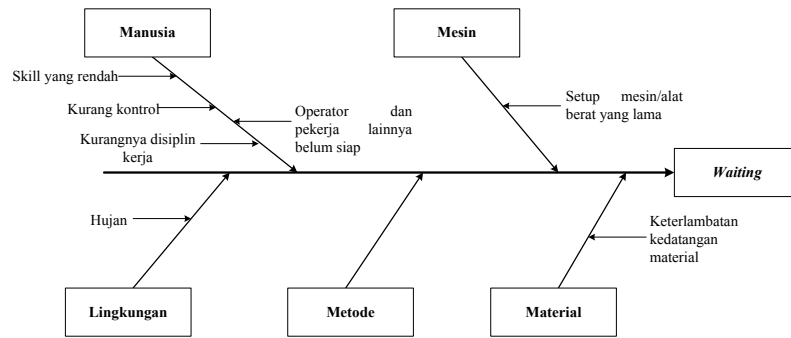 Manusia
Mesin
Skill yang rendah
Kurang kontrol
Kurangnya disiplin
kerja
Operator dan
pekerja lainnya
belum siap
Setup mesin/alat
berat yang lama
Waiting
Hujan
Keterlambatan
kedatangan
material
Lingkungan
Metode
Material